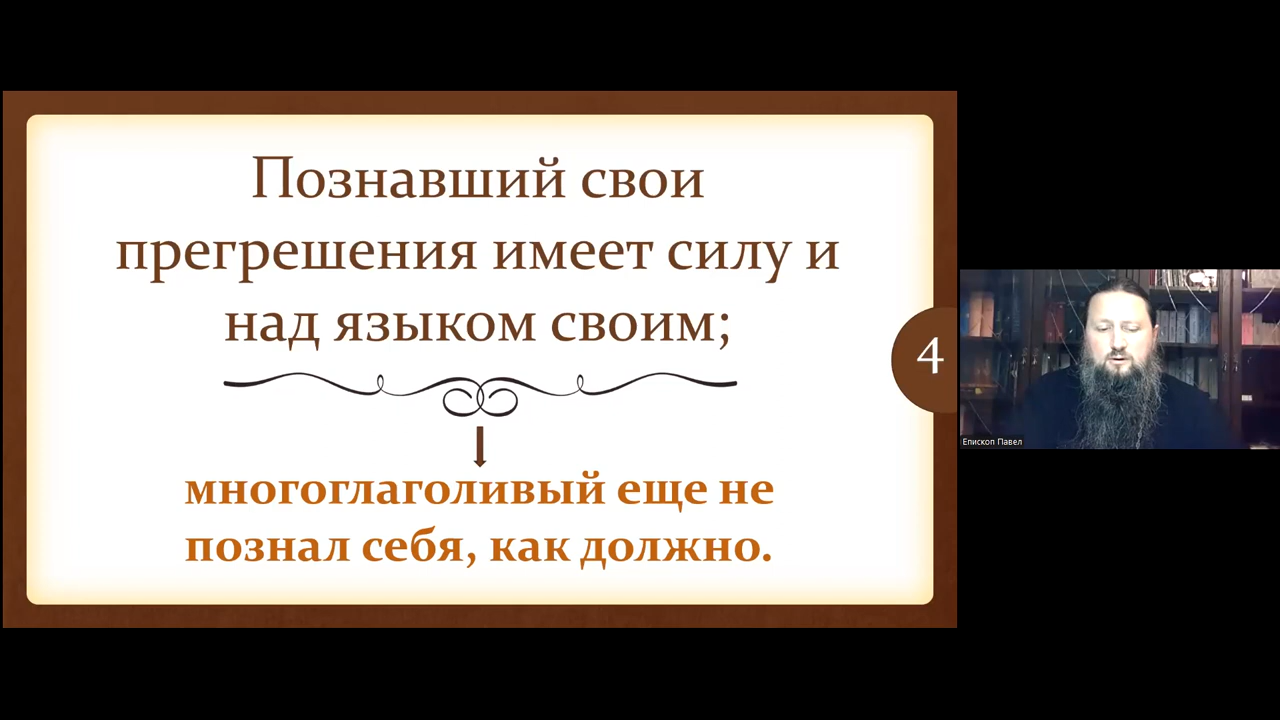 Познавший свои
прегрешения имеет силу и
над языком своим;
4
многоглаголивый еще не
познал себя, как должно.
Епископ Павел